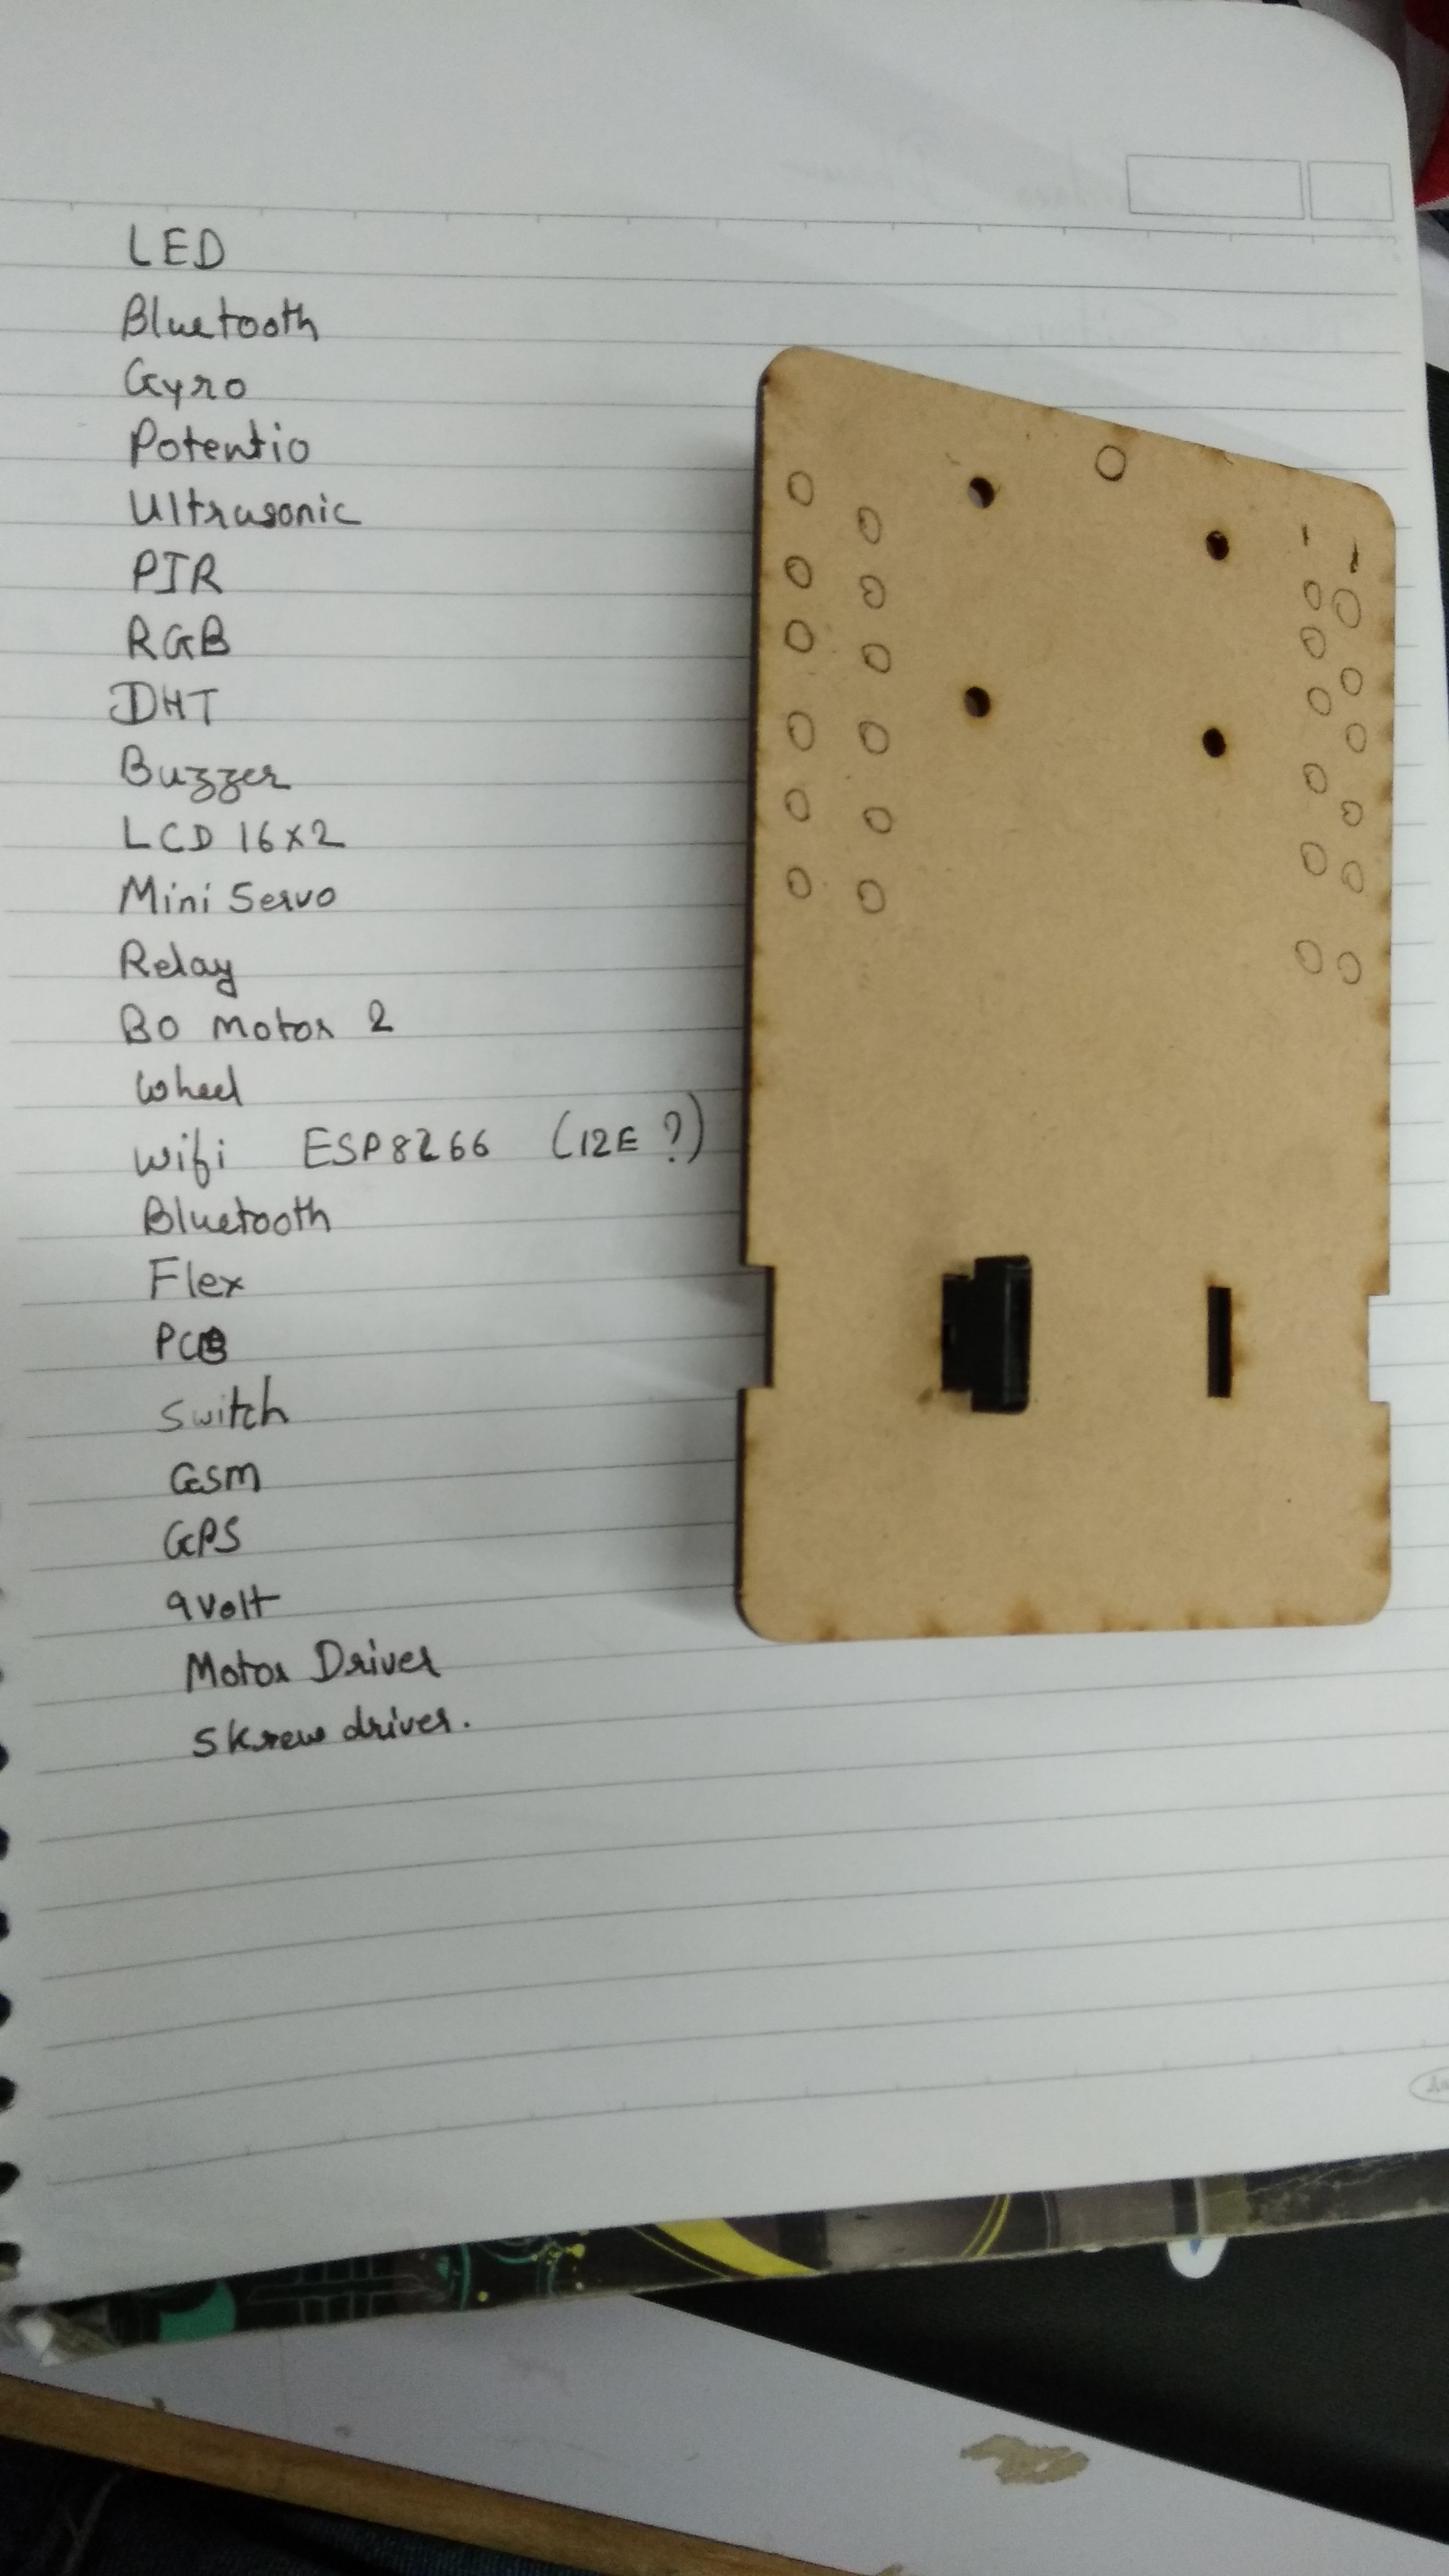 LED
Bluetooth
Gyro
Potentio
Ultrasonic
PIR
RGB
DHT
Buzzer
LCD 16x2
Mini Servo
Relay
BO Motor 2
Wheel
Wifi ESP8266 (12E ?)
Bluetooth
Flex
PCB
Switch
GSM
GPS
9volt
Motor Driver
Skrew driver.